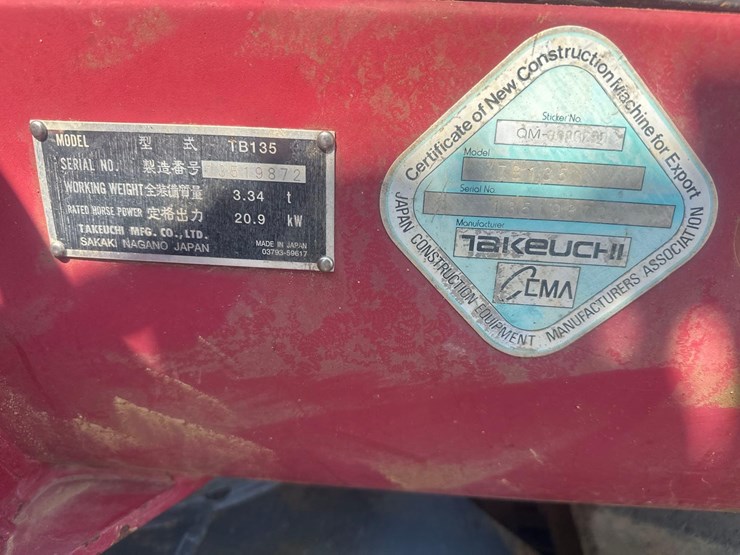 MODEL 型式 TB135
SERIAL NO. 製造番号
WORKING WEIGHT 全装備質量 3.34 t
RATED HORSE POWER 定格出力 20.9 kW
TAKEUCHI MFG. CO., LTD.
SAKAKI NAGANO JAPAN
MADE IN JAPAN
03793-59617
Certificate of New Construction Machine for Export
Sticker No
Model
TB135
Serial No.
Manufacturer
TAKEUCHI
CEMA
JAPAN CONSTRUCTION EQUIPMENT MANUFACTURERS ASSOCIATION